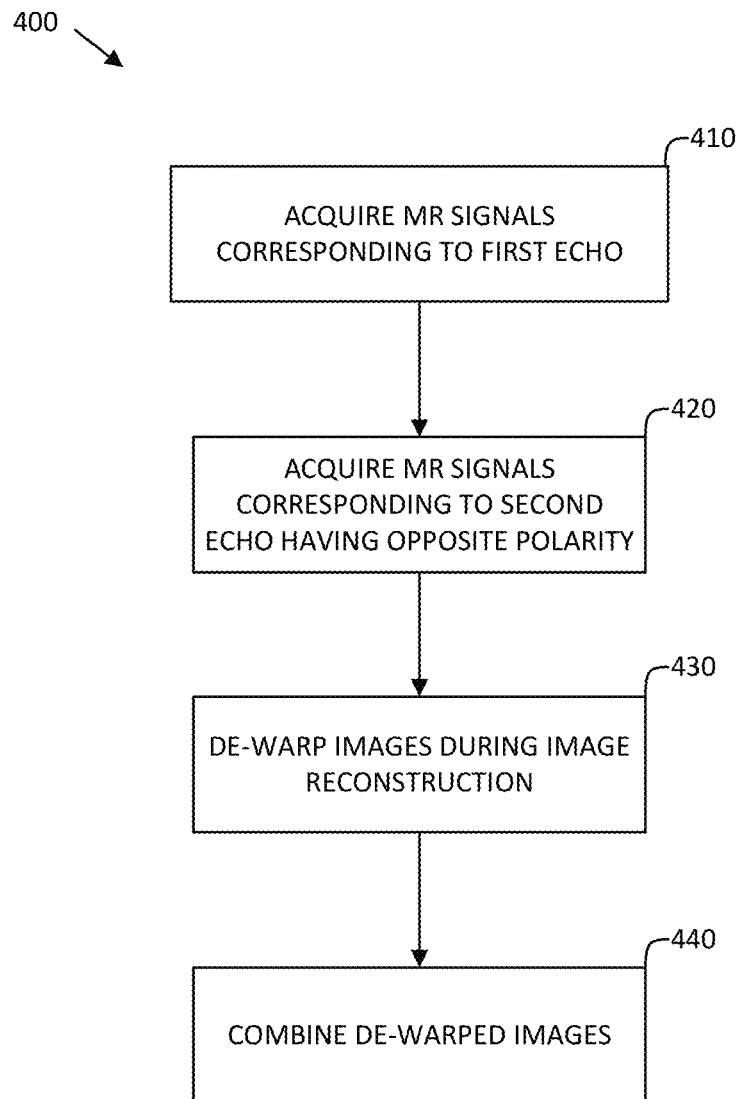 400
410
ACQUIRE MR SIGNALS
CORRESPONDING TO FIRST ECHO
420
ACQUIRE MR SIGNALS
CORRESPONDING TO SECOND
ECHO HAVING OPPOSITE POLARITY
430
DE-WARP IMAGES DURING IMAGE
RECONSTRUCTION
440
COMBINE DE-WARPED IMAGES